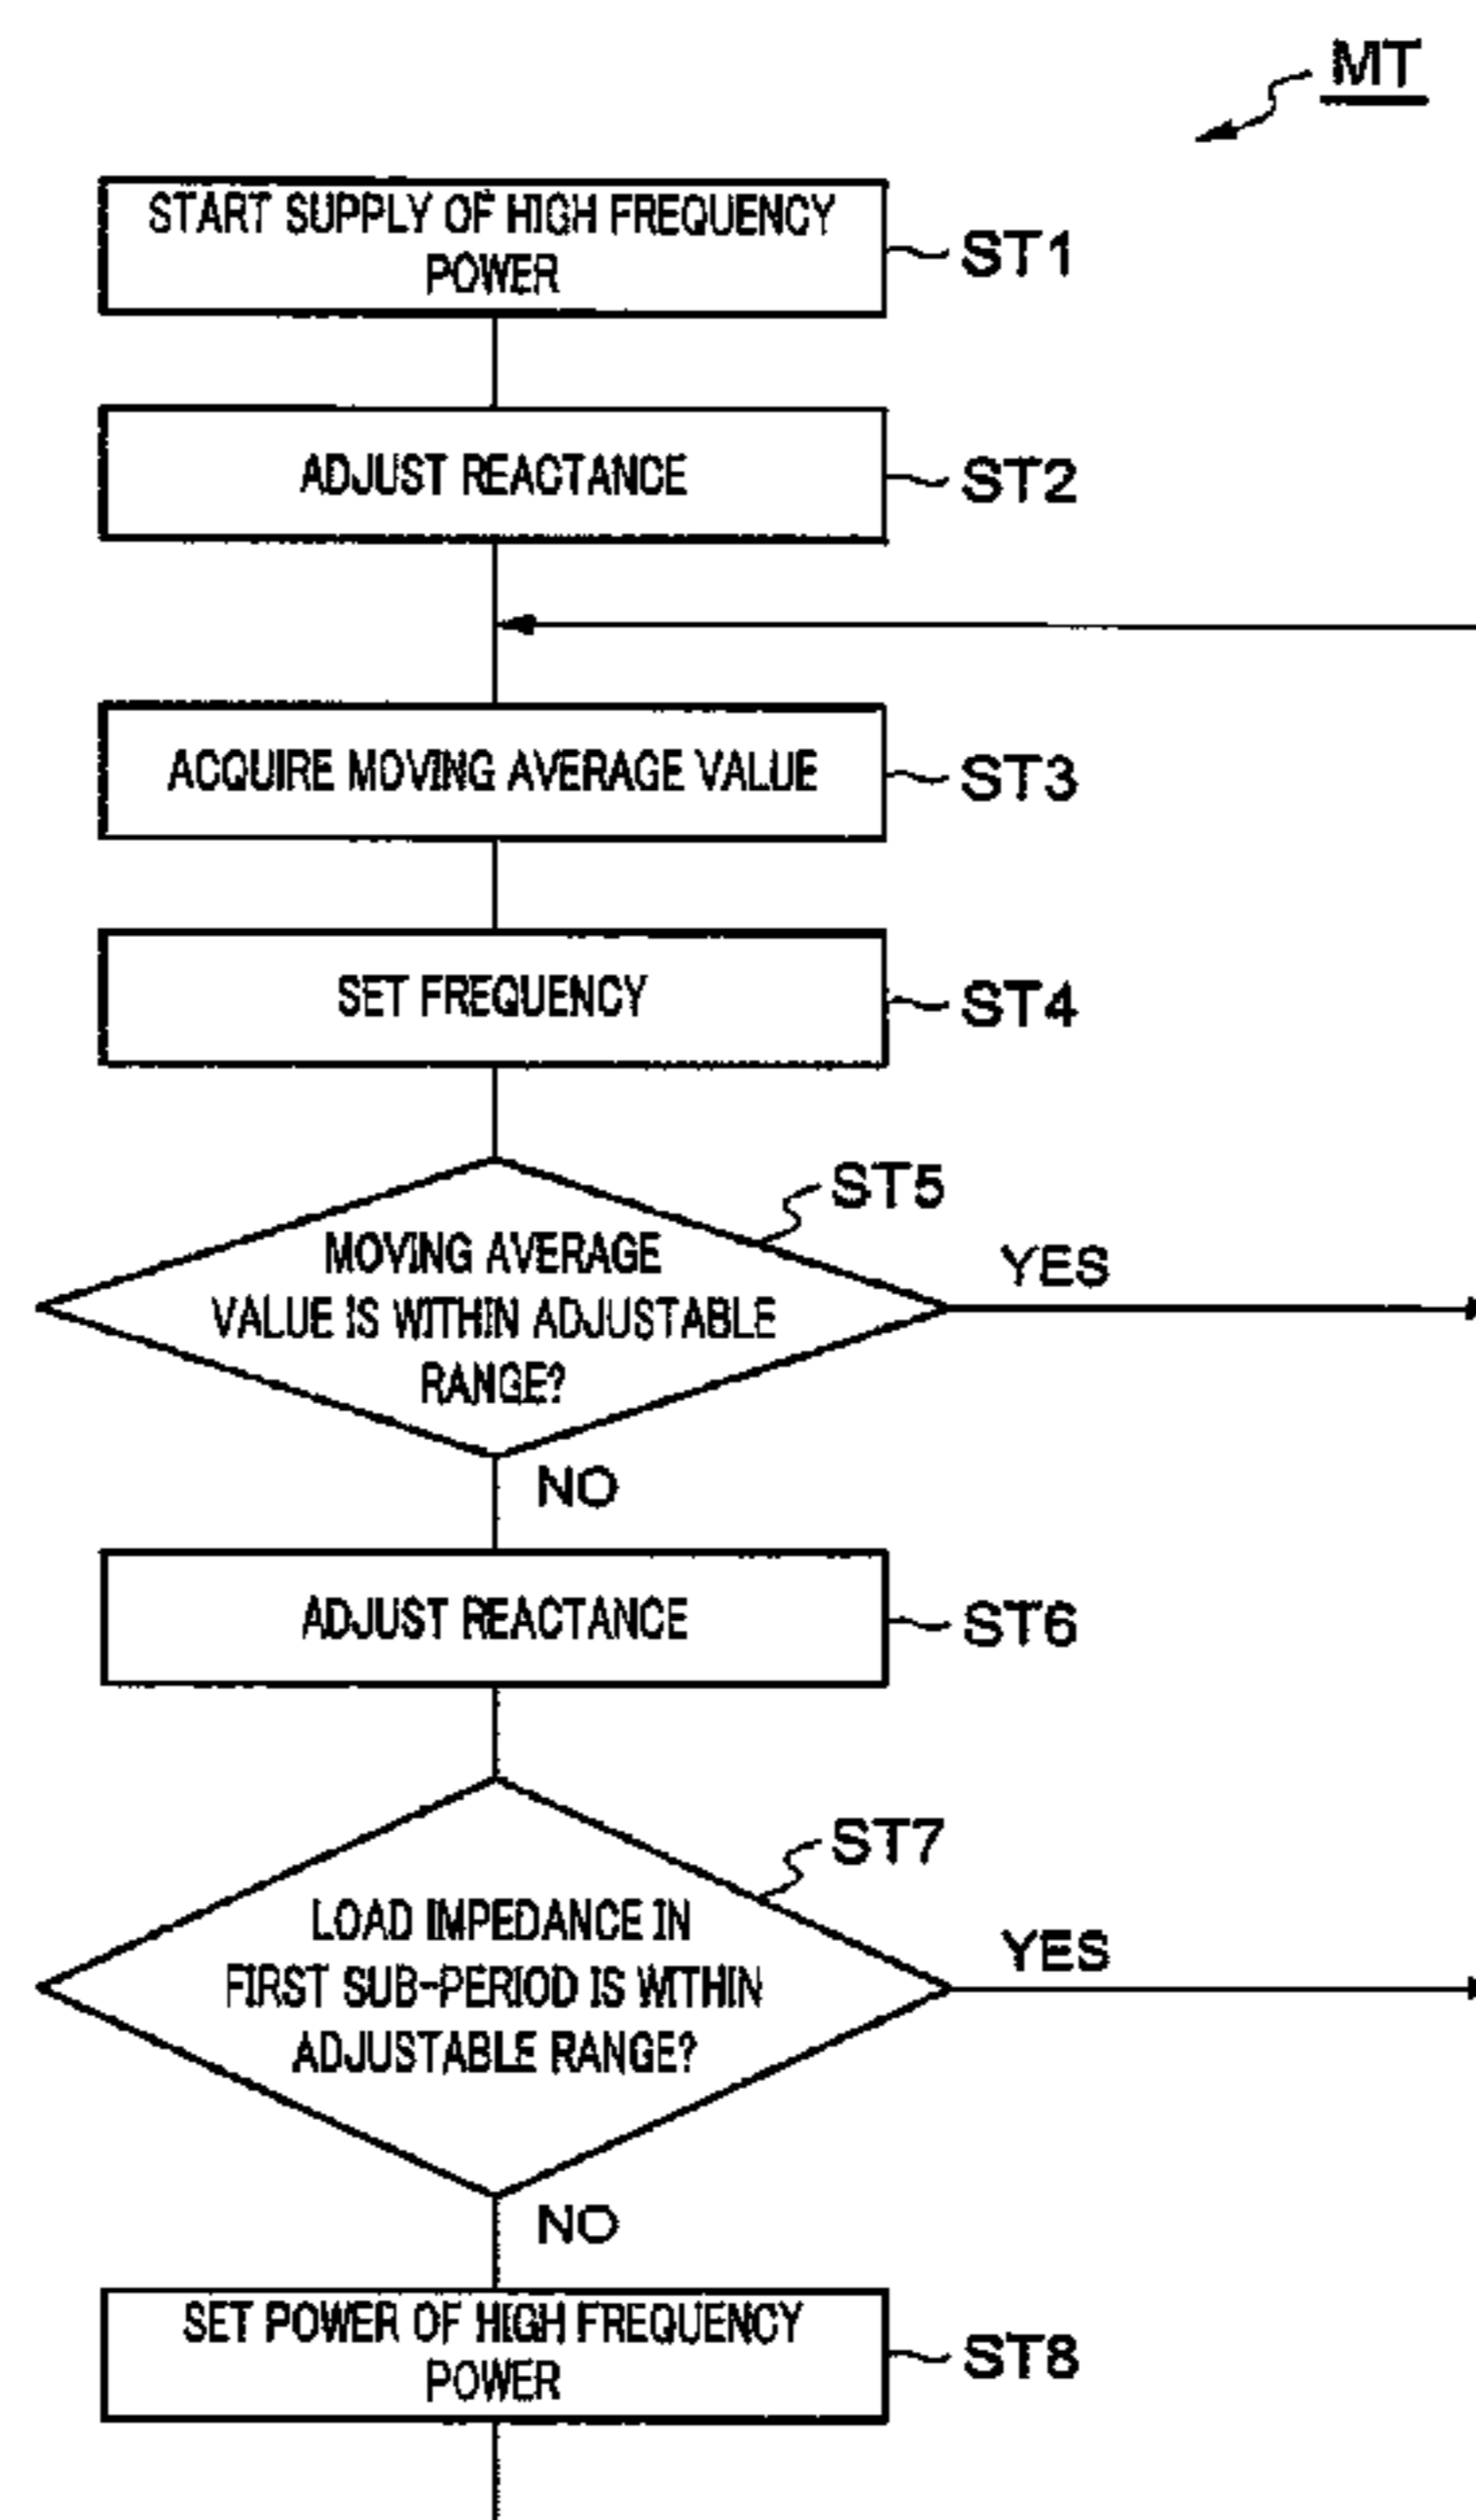 MT
START SUPPLY OF HIGH FREQUENCY
POWER
ST1
ADJUST REACTANCE
ST2
ACQUIRE MOVING AVERAGE VALUE
ST3
SET FREQUENCY
ST4
ST5
MOVING AVERAGE
VALUE IS WITHIN ADJUSTABLE
RANGE?
YES
NO
ADJUST REACTANCE
ST6
ST7
LOAD IMPEDANCE IN
FIRST SUB-PERIOD IS WITHIN
ADJUSTABLE RANGE?
YES
NO
SET POWER OF HIGH FREQUENCY
POWER
ST8